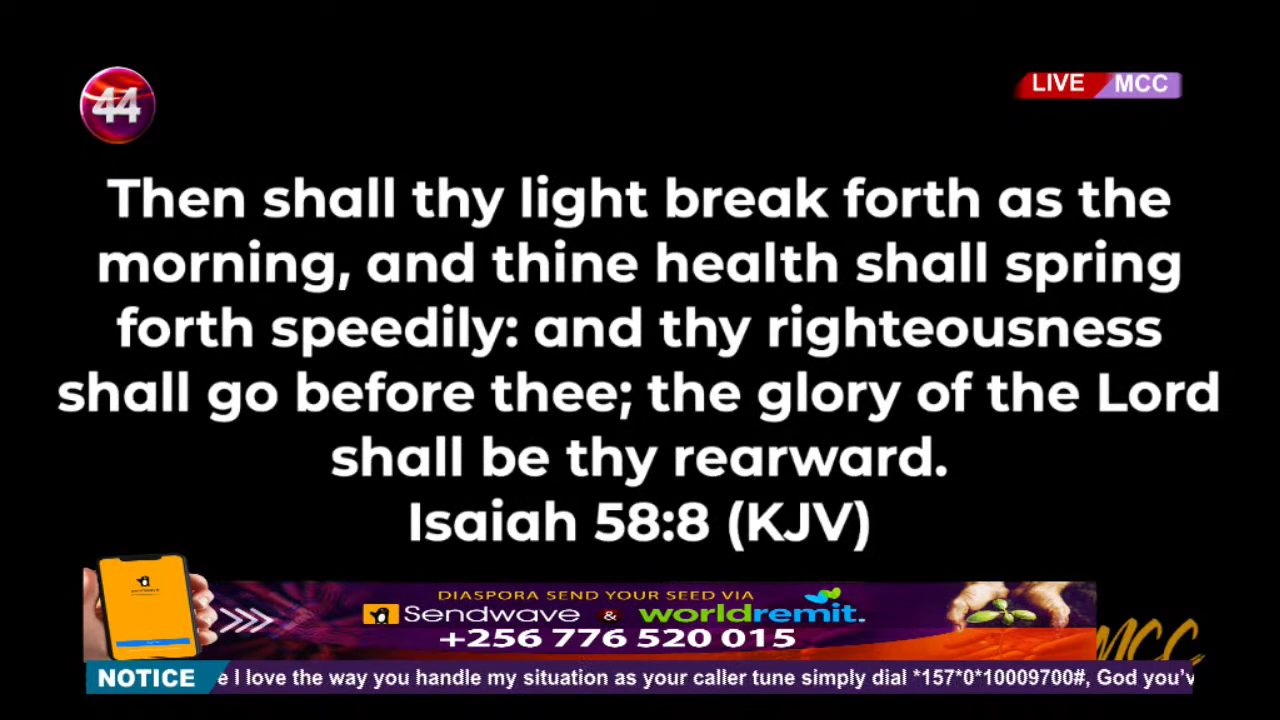 44
LIVE MCC
Then shall thy light break forth as the
morning, and thine health shall spring
forth speedily: and thy righteousness
shall go before thee; the glory of the Lord
shall be thy rearward.
Isaiah 58:8 (KJV)
DIASPORA SEND YOUR SEED VIA
Sendwave & worldremit.
+256 776 520 015
MCC
NOTICE e I love the way you handle my situation as your caller tune simply dial *157*0*10009700#, God you'v